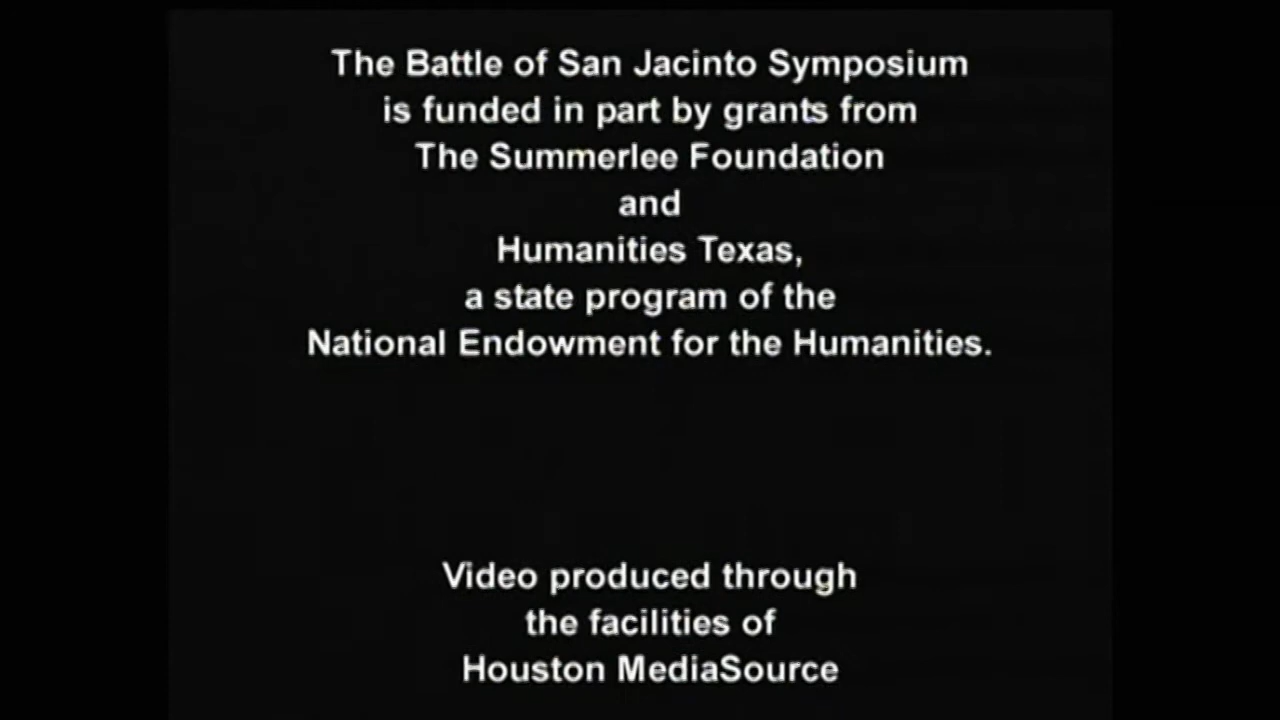 The Battle of San Jacinto Symposium
is funded in part by grants from
The Summerlee Foundation
and
Humanities Texas,
a state program of the
National Endowment for the Humanities.
Video produced through
the facilities of
Houston MediaSource